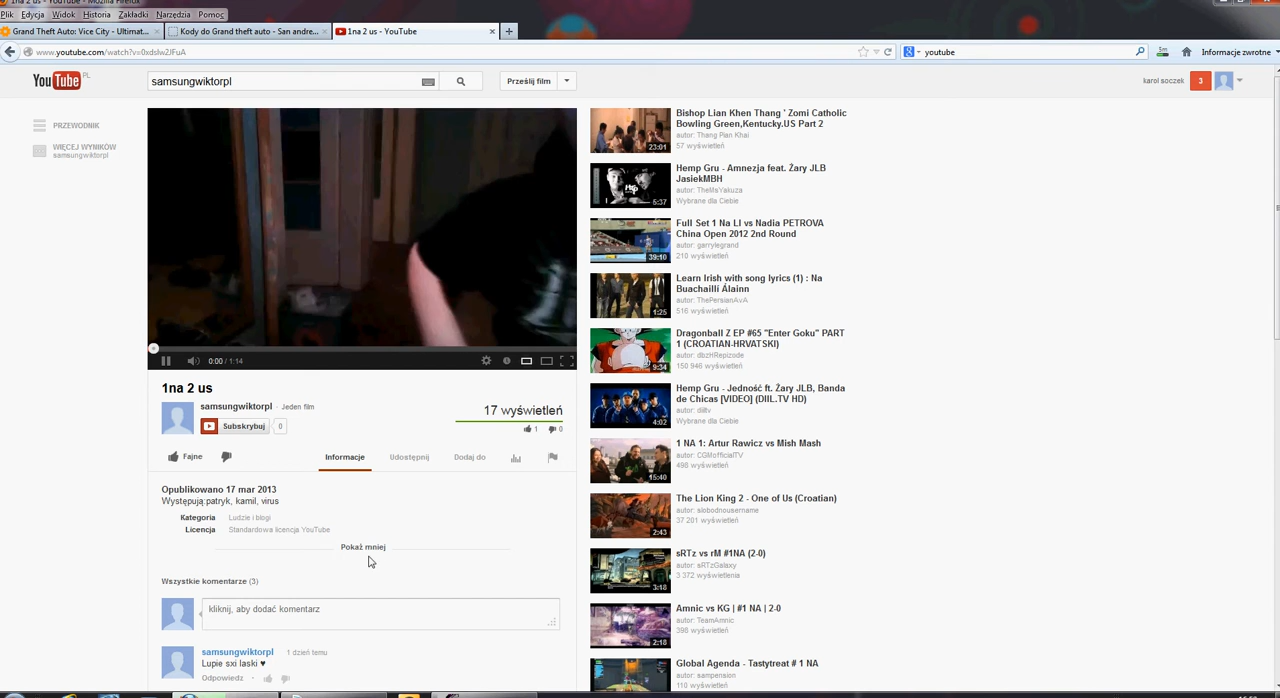 1na 2 us - YouTube - Mozilla Firefox
Plik Edycja Widok Historia Zakładki Narzędzia Pomoc
Grand Theft Auto: Vice City - Ultimat... × Kody do Grand theft auto - San andre... × 1na 2 us - YouTube × +
www.youtube.com/watch?v=0xdslw2JFuA
youtube
Informacje zwrotne
YouTube PL
samsungwiktorpl
Prześlij film
karol soczek 3
PRZEWODNIK
WIĘCEJ WYNIKÓW
samsungwiktorpl
0:00 / 1:14
1na 2 us
samsungwiktorpl · Jeden film
Subskrybuj 0
17 wyświetleń
1 0
Fajne
Informacje Udostępnij Dodaj do
Opublikowano 17 mar 2013
Występują:patryk, kamil, virus
Kategoria Ludzie i blogi
Licencja Standardowa licencja YouTube
Pokaż mniej
Wszystkie komentarze (3)
kliknij, aby dodać komentarz
samsungwiktorpl 1 dzień temu
Lupie sxi laski ♥
Odpowiedz ·
23:01
Bishop Lian Khen Thang ' Zomi Catholic
Bowling Green,Kentucky.US Part 2
autor: Thang Pian Khai
57 wyświetleń
5:37
Hemp Gru - Amnezja feat. Żary JLB
JasiekMBH
autor: TheMsYakuza
Wybrane dla Ciebie
39:10
Full Set 1 Na LI vs Nadia PETROVA
China Open 2012 2nd Round
autor: garrylegrand
210 wyświetleń
1:25
Learn Irish with song lyrics (1) : Na
Buachaillí Álainn
autor: ThePersianAvA
516 wyświetleń
9:34
Dragonball Z EP #65 "Enter Goku" PART
1 (CROATIAN-HRVATSKI)
autor: dbzHRepizode
150 946 wyświetleń
4:02
Hemp Gru - Jedność ft. Żary JLB, Banda
de Chicas [VIDEO] (DIIL.TV HD)
autor: diiltv
Wybrane dla Ciebie
15:40
1 NA 1: Artur Rawicz vs Mish Mash
autor: CGMofficialTV
498 wyświetleń
2:43
The Lion King 2 - One of Us (Croatian)
autor: slobodnousername
37 201 wyświetleń
3:18
sRTz vs rM #1NA (2-0)
autor: sRTzGalaxy
3 372 wyświetlenia
2:18
Amnic vs KG | #1 NA | 2-0
autor: TeamAmnic
398 wyświetleń
Global Agenda - Tastytreat # 1 NA
autor: sampension
110 wyświetleń